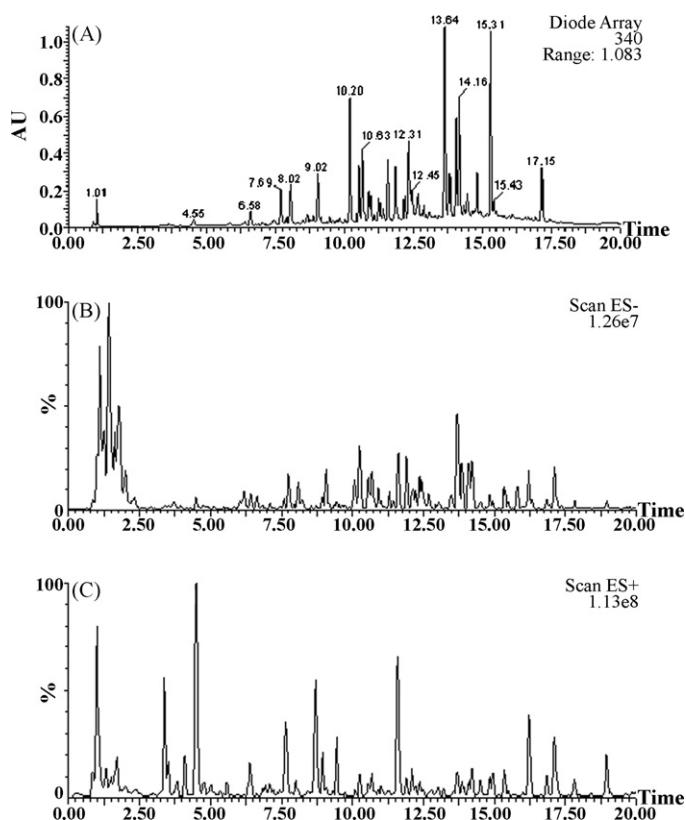 (A)
Diode Array
340
Range: 1.083
AU
1.0
0.8
0.6
0.4
0.2
0.0
1.01
4.55
6.58
7.69
8.02
9.02
10.20
10.63
12.31
12.45
13.64
14.16
15.31
15.43
17.15
0.00 2.50 5.00 7.50 10.00 12.50 15.00 17.50 20.00 Time
(B)
Scan ES-
1.26e7
100
%
0
0.00 2.50 5.00 7.50 10.00 12.50 15.00 17.50 20.00 Time
(C)
Scan ES+
1.13e8
100
%
0
0.00 2.50 5.00 7.50 10.00 12.50 15.00 17.50 20.00 Time